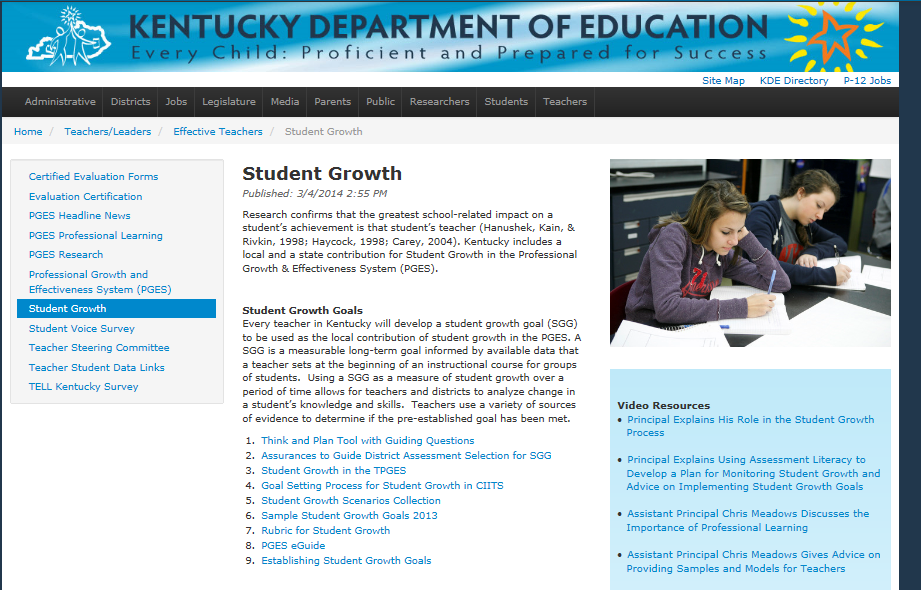 KENTUCKY DEPARTMENT OF EDUCATION
Every Child: Proficient and Prepared for Success
Site Map KDE Directory P-12 Jobs
Administrative Districts Jobs Legislature Media Parents Public Researchers Students Teachers
Home / Teachers/Leaders / Effective Teachers / Student Growth
Certified Evaluation Forms
Evaluation Certification
PGES Headline News
PGES Professional Learning
PGES Research
Professional Growth and
Effectiveness System (PGES)
Student Growth
Student Voice Survey
Teacher Steering Committee
Teacher Student Data Links
TELL Kentucky Survey
Student Growth
Published: 3/4/2014 2:55 PM
Research confirms that the greatest school-related impact on a
student's achievement is that student's teacher (Hanushek, Kain, &
Rivkin, 1998; Haycock, 1998; Carey, 2004). Kentucky includes a
local and a state contribution for Student Growth in the Professional
Growth & Effectiveness System (PGES).
Student Growth Goals
Every teacher in Kentucky will develop a student growth goal (SGG)
to be used as the local contribution of student growth in the PGES. A
SGG is a measurable long-term goal informed by available data that
a teacher sets at the beginning of an instructional course for groups
of students.  Using a SGG as a measure of student growth over a
period of time allows for teachers and districts to analyze change in
a student's knowledge and skills.  Teachers use a variety of sources
of evidence to determine if the pre-established goal has been met.
1. Think and Plan Tool with Guiding Questions
2. Assurances to Guide District Assessment Selection for SGG
3. Student Growth in the TPGES
4. Goal Setting Process for Student Growth in CIITS
5. Student Growth Scenarios Collection
6. Sample Student Growth Goals 2013
7. Rubric for Student Growth
8. PGES eGuide
9. Establishing Student Growth Goals
Video Resources
• Principal Explains His Role in the Student Growth
Process
• Principal Explains Using Assessment Literacy to
Develop a Plan for Monitoring Student Growth and
Advice on Implementing Student Growth Goals
• Assistant Principal Chris Meadows Discusses the
Importance of Professional Learning
• Assistant Principal Chris Meadows Gives Advice on
Providing Samples and Models for Teachers